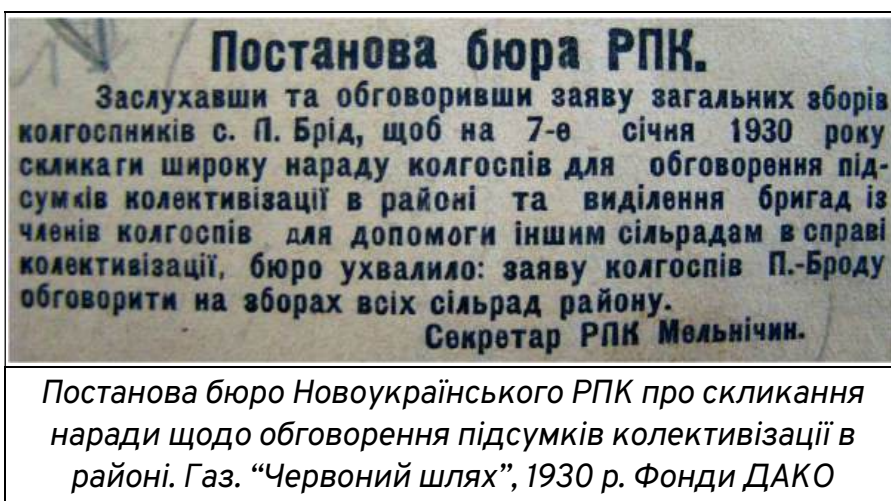 Постанова бюра РПК.
Заслухавши та обговоривши заяву загальних зборів
колгоспників с. П. Брід, щоб на 7-е січня 1930 року
скликати широку нараду колгоспів для обговорення під-
сумків колективізації в районі та виділення бригад із
членів колгоспів для допомоги іншим сільрадам в справі
колективізації, бюро ухвалило: заяву колгоспів П.-Броду
обговорити на зборах всіх сільрад району.
Секретар РПК Мельнічин.
Постанова бюро Новоукраїнського РПК про скликання
наради щодо обговорення підсумків колективізації в
районі. Газ. “Червоний шлях”, 1930 р. Фонди ДАКО